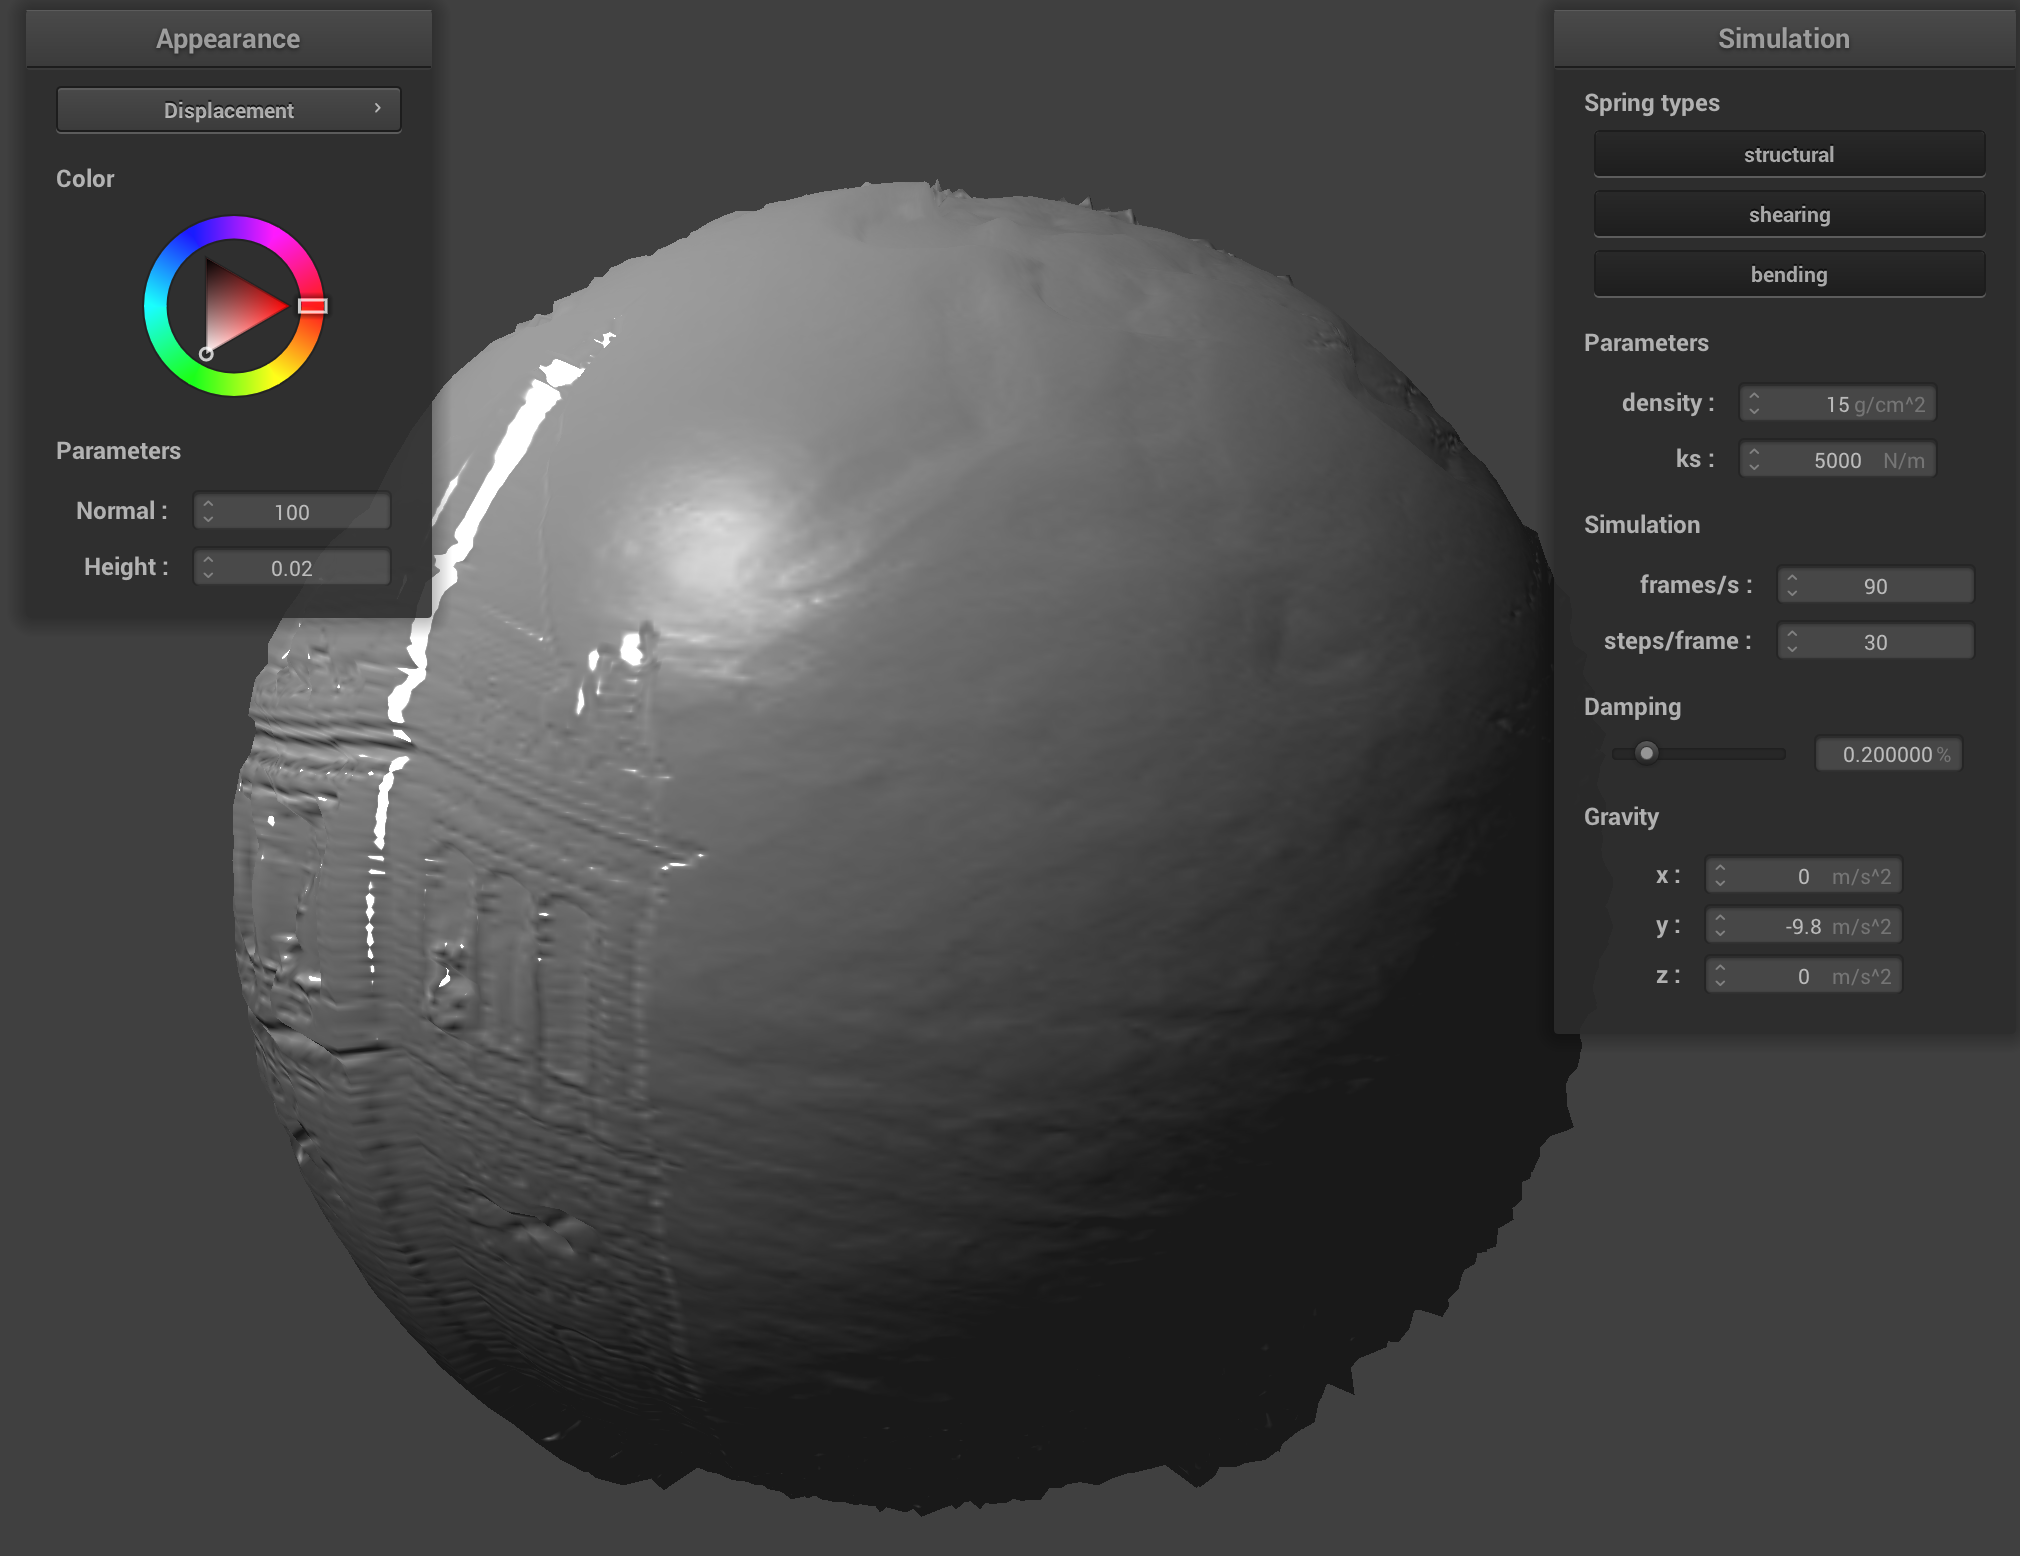 Appearance
Displacement
Color
Parameters
Normal : 100
Height : 0.02
Simulation
Spring types
structural
shearing
bending
Parameters
density : 15 g/cm^2
ks : 5000 N/m
Simulation
frames/s : 90
steps/frame : 30
Damping
0.200000 %
Gravity
x : 0 m/s^2
y : -9.8 m/s^2
z : 0 m/s^2